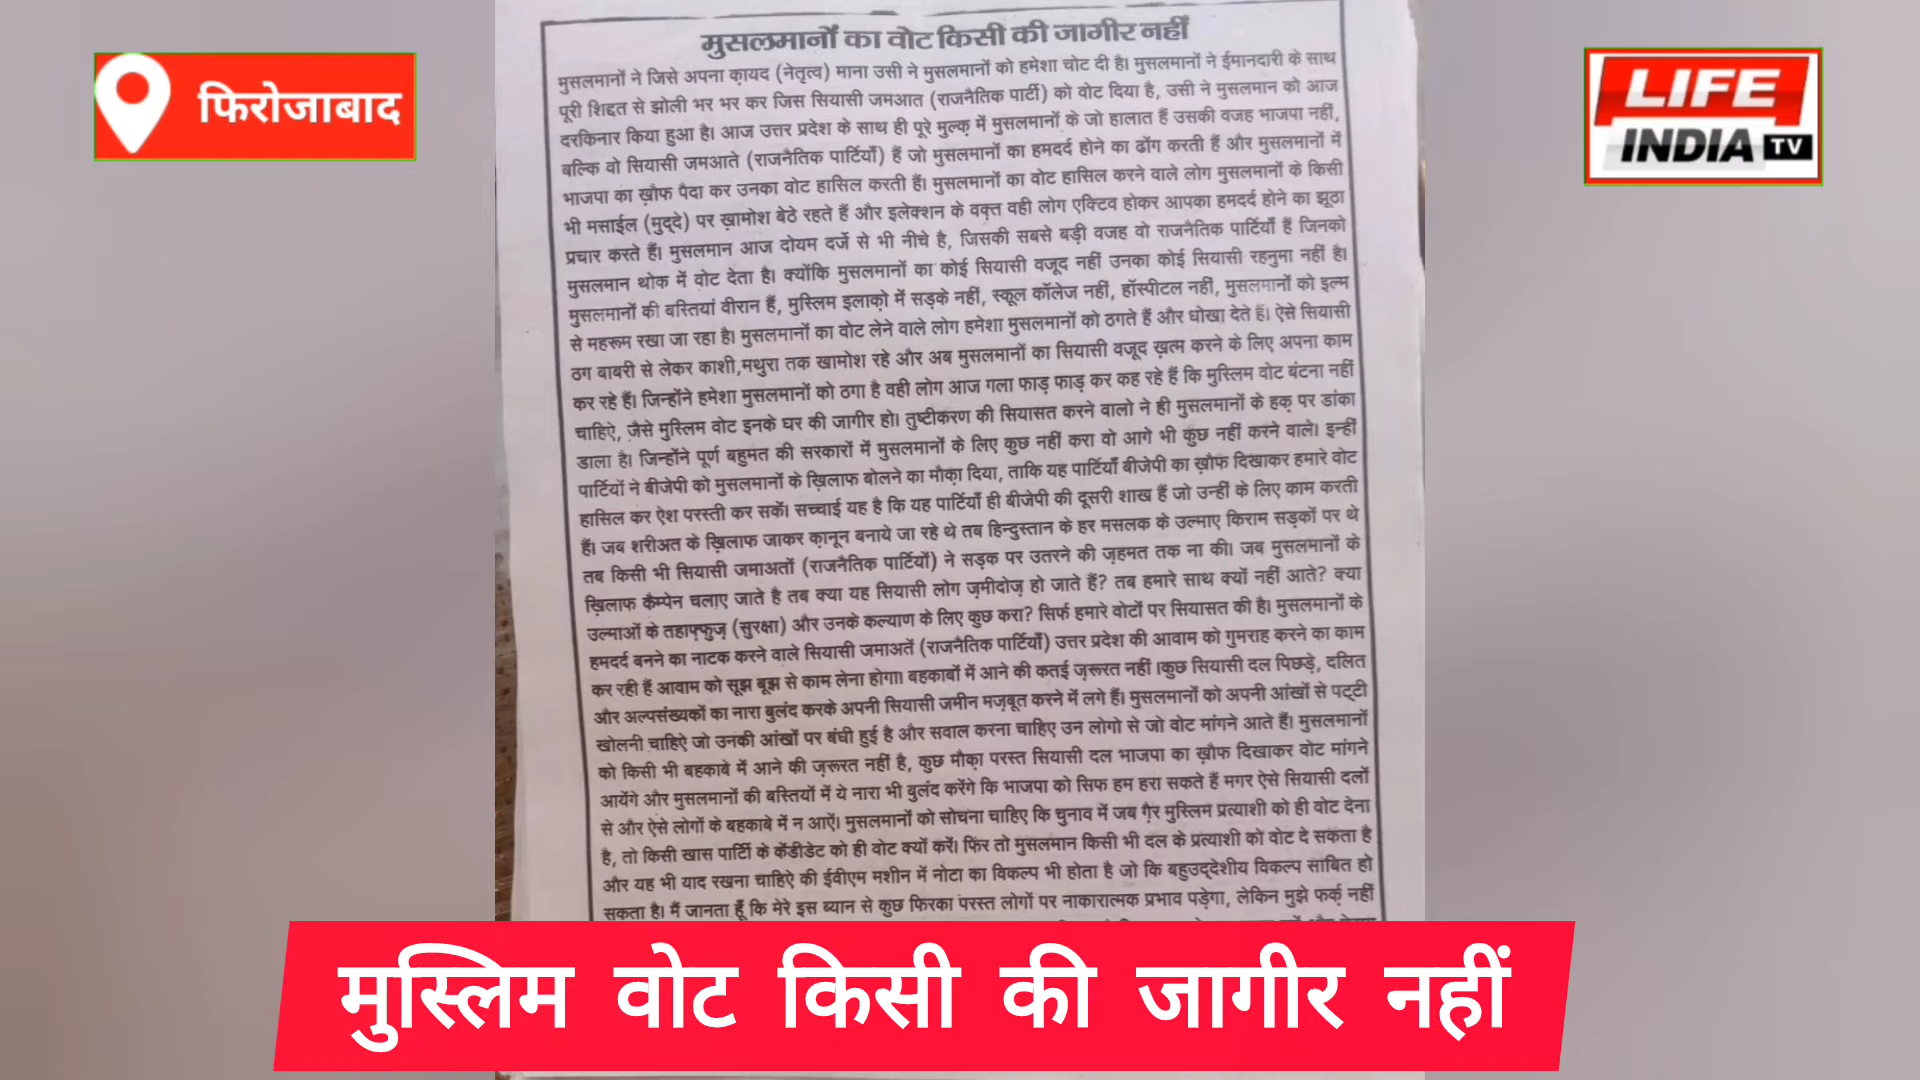 फिरोजाबाद
LIFE
INDIA TV
मुसलमानों का वोट किसी की जागीर नहीं
मुसलमानों ने जिसे अपना क़ायद (नेतृत्व) माना उसी ने मुसलमानों को हमेशा चोट दी है। मुसलमानों ने ईमानदारी के साथ
पूरी शिद्दत से झोली भर भर कर जिस सियासी जमआत (राजनैतिक पार्टी) को वोट दिया है, उसी ने मुसलमान को आज
दरकिनार किया हुआ है। आज उत्तर प्रदेश के साथ ही पूरे मुल्क़ में मुसलमानों के जो हालात हैं उसकी वजह भाजपा नहीं,
बल्कि वो सियासी जमआते (राजनैतिक पार्टियाँ) हैं जो मुसलमानों का हमदर्द होने का ढोंग करती हैं और मुसलमानों में
भाजपा का ख़ौफ पैदा कर उनका वोट हासिल करती हैं। मुसलमानों का वोट हासिल करने वाले लोग मुसलमानों के किसी
भी मसाईल (मुद्दे) पर ख़ामोश बेठे रहते हैं और इलेक्शन के वक़्त वही लोग एक्टिव होकर आपका हमदर्द होने का झूठा
प्रचार करते हैं। मुसलमान आज दोयम दर्जे से भी नीचे है, जिसकी सबसे बड़ी वजह वो राजनैतिक पार्टियाँ हैं जिनको
मुसलमान थोक में वोट देता है। क्योंकि मुसलमानों का कोई सियासी वजूद नहीं उनका कोई सियासी रहनुमा नहीं है।
मुसलमानों की बस्तियां वीरान हैं, मुस्लिम इलाक़ो में सड़के नहीं, स्कूल कॉलेज नहीं, हॉस्पीटल नहीं, मुसलमानों को इल्म
से महरूम रखा जा रहा है। मुसलमानों का वोट लेने वाले लोग हमेशा मुसलमानों को ठगते हैं और धोखा देते हैं। ऐसे सियासी
ठग बाबरी से लेकर काशी,मथुरा तक खामोश रहे और अब मुसलमानों का सियासी वजूद ख़त्म करने के लिए अपना काम
कर रहे हैं। जिन्होंने हमेशा मुसलमानों को ठगा है वही लोग आज गला फाड़ फाड़ कर कह रहे हैं कि मुस्लिम वोट बंटना नहीं
चाहिऐ, जैसे मुस्लिम वोट इनके घर की जागीर हो। तुष्टीकरण की सियासत करने वालो ने ही मुसलमानों के हक़ पर डांका
डाला है। जिन्होंने पूर्ण बहुमत की सरकारों में मुसलमानों के लिए कुछ नहीं करा वो आगे भी कुछ नहीं करने वाले। इन्हीं
पार्टियों ने बीजेपी को मुसलमानों के ख़िलाफ बोलने का मौक़ा दिया, ताकि यह पार्टियाँ बीजेपी का ख़ौफ दिखाकर हमारे वोट
हासिल कर ऐश परस्ती कर सकें। सच्चाई यह है कि यह पार्टियाँ ही बीजेपी की दूसरी शाख हैं जो उन्हीं के लिए काम करती
हैं। जब शरीअत के ख़िलाफ जाकर क़ानून बनाये जा रहे थे तब हिन्दुस्तान के हर मसलक के उल्माए किराम सड़कों पर थे
तब किसी भी सियासी जमाअतों (राजनैतिक पार्टियों) ने सड़क पर उतरने की ज़हमत तक ना की। जब मुसलमानों के
ख़िलाफ कैम्पेन चलाए जाते है तब क्या यह सियासी लोग ज़मीदोज़ हो जाते हैं? तब हमारे साथ क्यों नहीं आते? क्या
उल्माओं के तहाफ़्फुज़ (सुरक्षा) और उनके कल्याण के लिए कुछ करा? सिर्फ हमारे वोटों पर सियासत की है। मुसलमानों के
हमदर्द बनने का नाटक करने वाले सियासी जमाअतें (राजनैतिक पार्टियाँ) उत्तर प्रदेश की आवाम को गुमराह करने का काम
कर रही हैं आवाम को सूझ बूझ से काम लेना होगा। बहकाबों में आने की कतई ज़रूरत नहीं ।कुछ सियासी दल पिछड़े, दलित
और अल्पसंख्यकों का नारा बुलंद करके अपनी सियासी जमीन मज़बूत करने में लगे हैं। मुसलमानों को अपनी आंखों से पट्टी
खोलनी चाहिऐ जो उनकी आंखों पर बंधी हुई है और सवाल करना चाहिए उन लोगो से जो वोट मांगने आते हैं। मुसलमानों
को किसी भी बहकाबे में आने की ज़रूरत नहीं है, कुछ मौक़ा परस्त सियासी दल भाजपा का ख़ौफ दिखाकर वोट मांगने
आयेंगे और मुसलमानों की बस्तियों में ये नारा भी बुलंद करेंगे कि भाजपा को सिफ हम हरा सकते हैं मगर ऐसे सियासी दलों
से और ऐसे लोगों के बहकाबे में न आऐं। मुसलमानों को सोचना चाहिए कि चुनाव में जब ग़ैर मुस्लिम प्रत्याशी को ही वोट देना
है, तो किसी खास पार्टि के केंडीडेट को ही वोट क्यों करें। फिर तो मुसलमान किसी भी दल के प्रत्याशी को वोट दे सकता है
और यह भी याद रखना चाहिऐ की ईवीएम मशीन में नोटा का विकल्प भी होता है जो कि बहुउद्देशीय विकल्प साबित हो
सकता है। मैं जानता हूँ कि मेरे इस ब्यान से कुछ फिरका परस्त लोगों पर नाकारात्मक प्रभाव पड़ेगा, लेकिन मुझे फर्क़ नहीं
मुस्लिम वोट किसी की जागीर नहीं